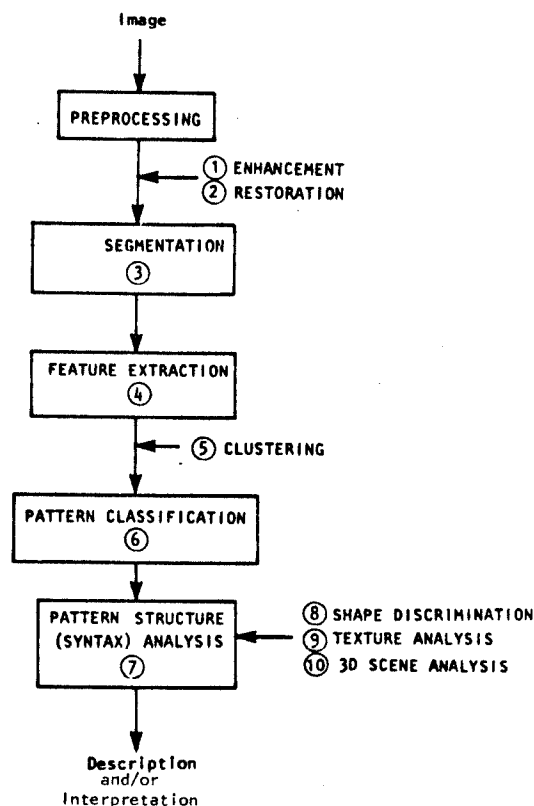 Image
PREPROCESSING
① ENHANCEMENT
② RESTORATION
SEGMENTATION
③
FEATURE EXTRACTION
④
⑤ CLUSTERING
PATTERN CLASSIFICATION
⑥
PATTERN STRUCTURE
(SYNTAX) ANALYSIS
⑦
⑧ SHAPE DISCRIMINATION
⑨ TEXTURE ANALYSIS
⑩ 3D SCENE ANALYSIS
Description
and/or
Interpretation